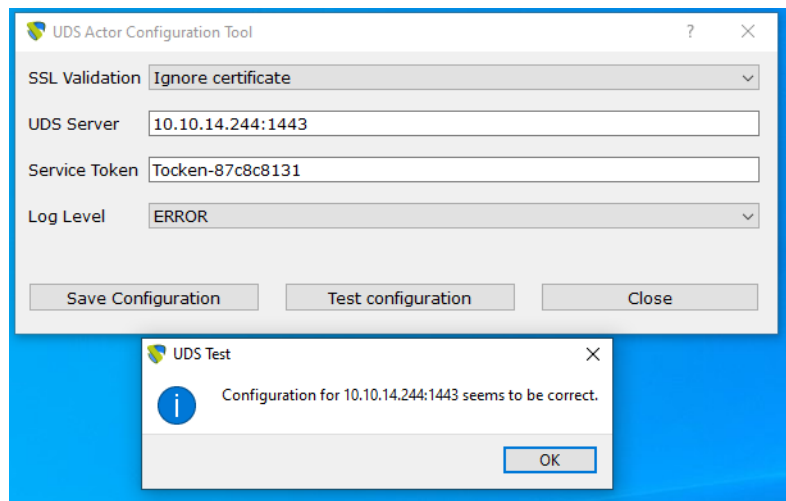 UDS Actor Configuration Tool
SSL Validation Ignore certificate
UDS Server 10.10.14.244:1443
Service Token Tocken-87c8c8131
Log Level ERROR
Save Configuration Test configuration Close
UDS Test
Configuration for 10.10.14.244:1443 seems to be correct.
OK